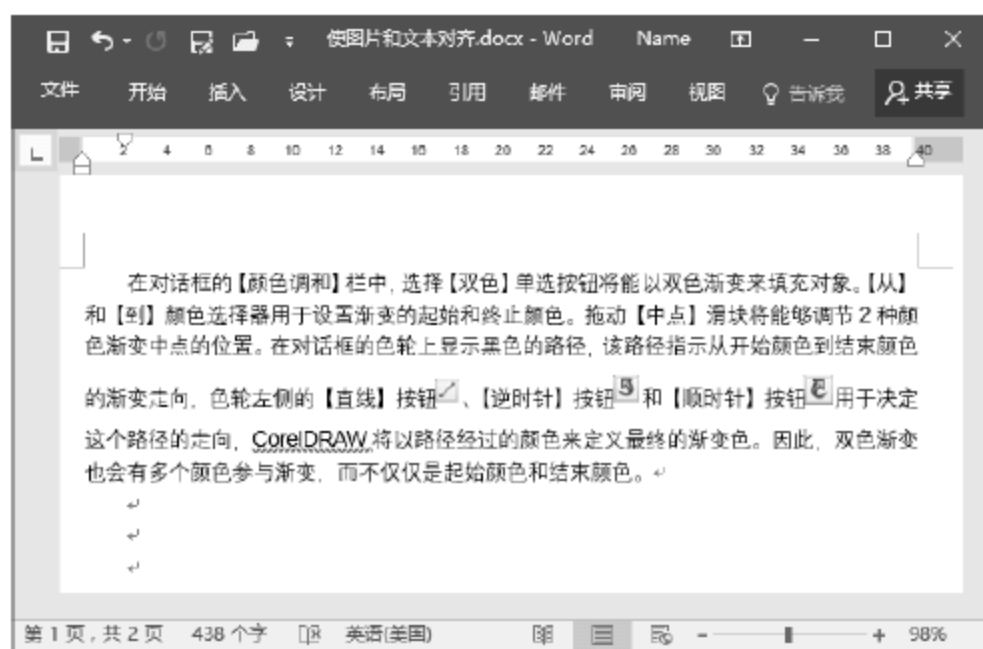 使图片和文本对齐.docx - Word Name
文件 开始 插入 设计 布局 引用 邮件 审阅 视图 告诉我 共享
2 4 6 8 10 12 14 16 18 20 22 24 26 28 30 32 34 36 38 40
在对话框的【颜色调和】栏中，选择【双色】单选按钮将能以双色渐变来填充对象。【从】
和【到】颜色选择器用于设置渐变的起始和终止颜色。拖动【中点】滑块将能够调节2种颜
色渐变中点的位置。在对话框的色轮上显示黑色的路径，该路径指示从开始颜色到结束颜色
的渐变走向，色轮左侧的【直线】按钮、【逆时针】按钮和【顺时针】按钮用于决定
这个路径的走向，CorelDRAW将以路径经过的颜色来定义最终的渐变色。因此，双色渐变
也会有多个颜色参与渐变，而不仅仅是起始颜色和结束颜色。
第1页，共2页 438个字 英语(美国) 98%